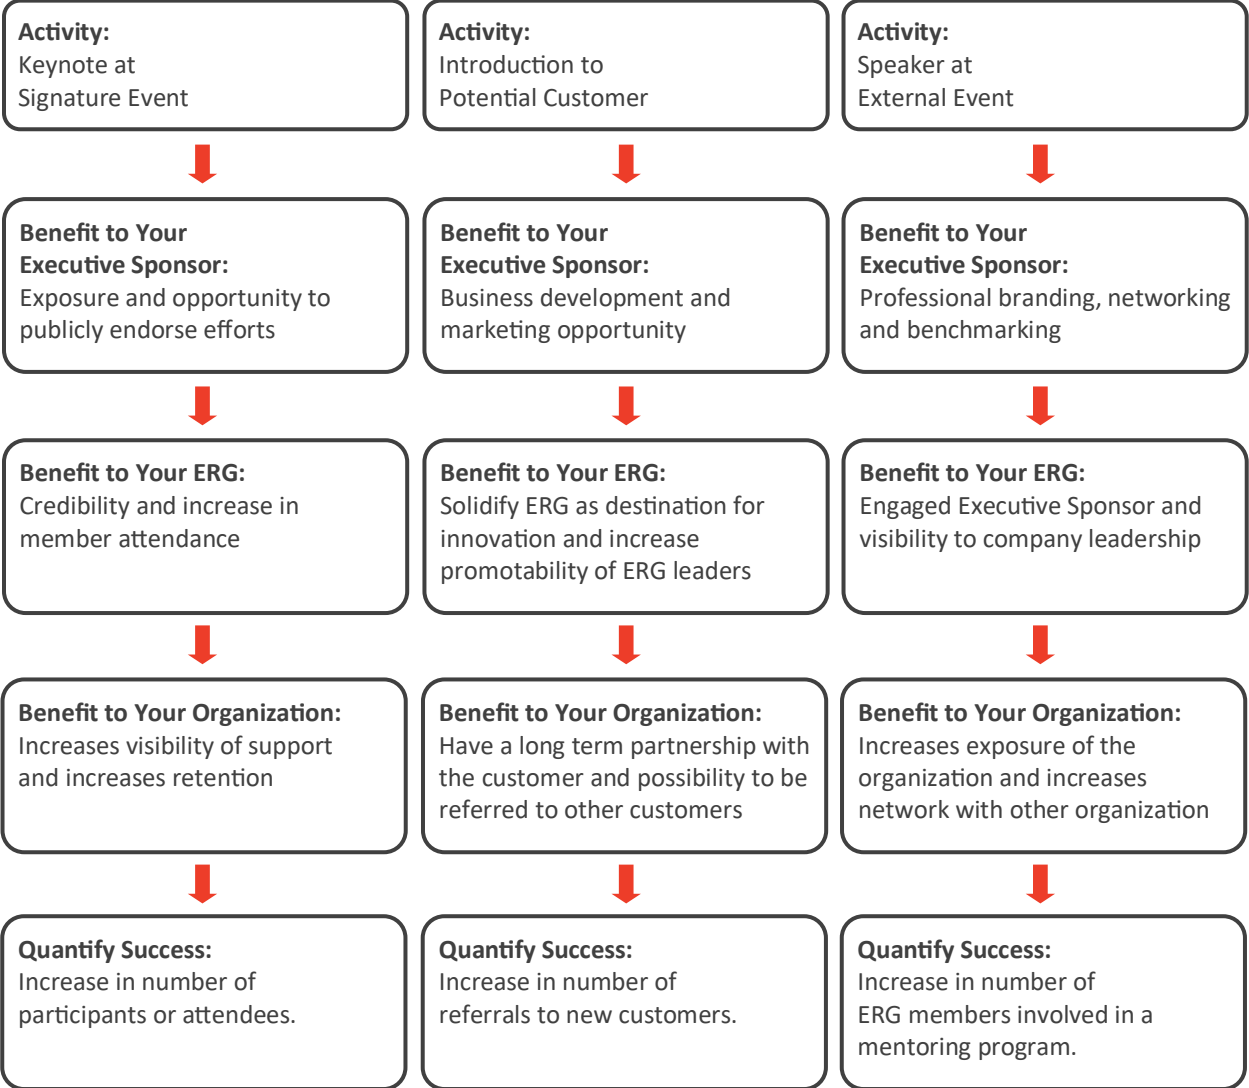 Activity:
Keynote at
Signature Event
Activity:
Introduction to
Potential Customer
Activity:
Speaker at
External Event
Benefit to Your
Executive Sponsor:
Exposure and opportunity to
publicly endorse efforts
Benefit to Your
Executive Sponsor:
Business development and
marketing opportunity
Benefit to Your
Executive Sponsor:
Professional branding, networking
and benchmarking
Benefit to Your ERG:
Credibility and increase in
member attendance
Benefit to Your ERG:
Solidify ERG as destination for
innovation and increase
promotability of ERG leaders
Benefit to Your ERG:
Engaged Executive Sponsor and
visibility to company leadership
Benefit to Your Organization:
Increases visibility of support
and increases retention
Benefit to Your Organization:
Have a long term partnership with
the customer and possibility to be
referred to other customers
Benefit to Your Organization:
Increases exposure of the
organization and increases
network with other organization
Quantify Success:
Increase in number of
participants or attendees.
Quantify Success:
Increase in number of
referrals to new customers.
Quantify Success:
Increase in number of
ERG members involved in a
mentoring program.